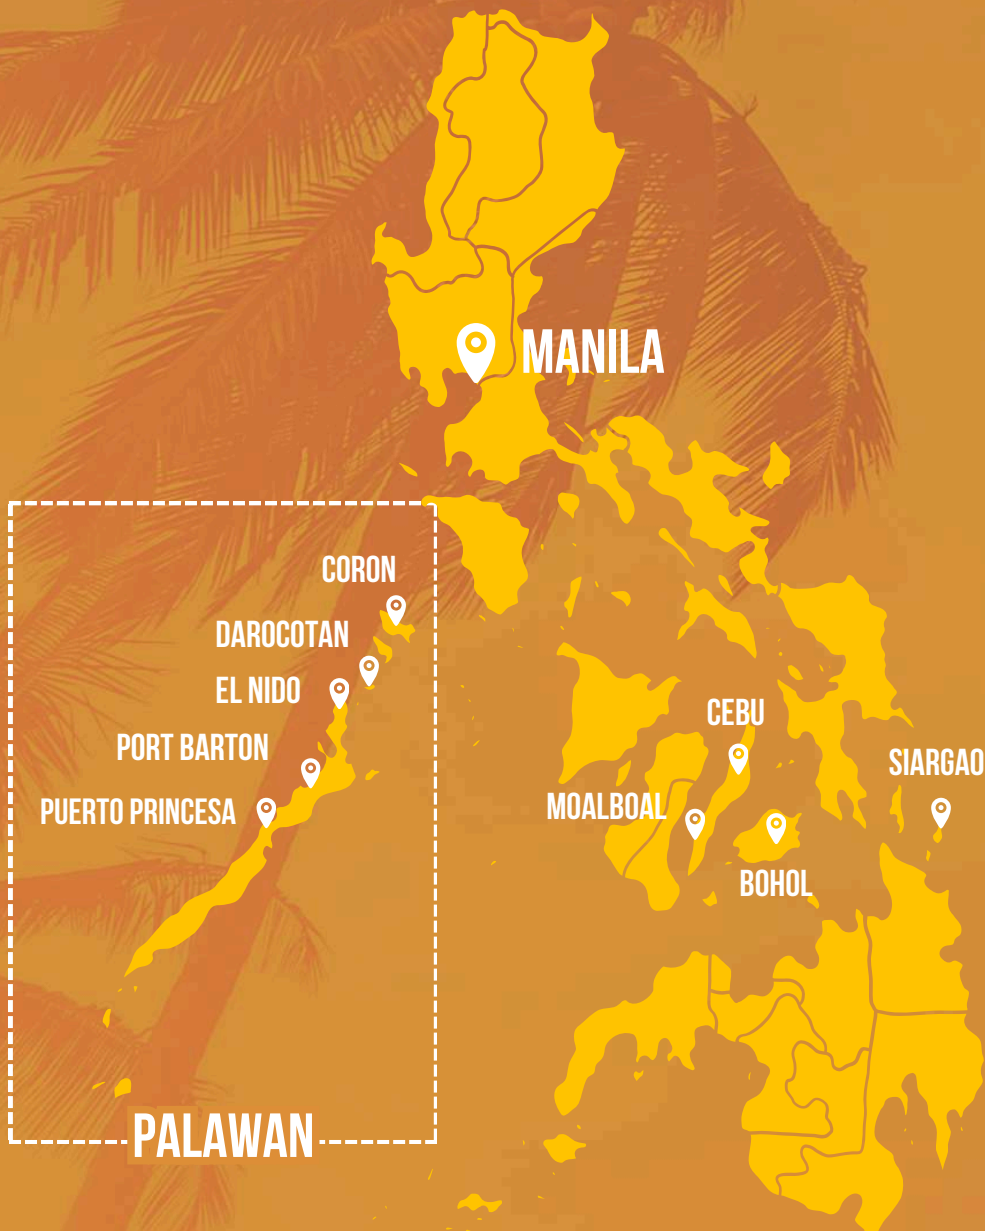 MANILA
CORON
DAROCOTAN
EL NIDO
CEBU
PORT BARTON
SIARGAO
PUERTO PRINCESA
MOALBOAL
BOHOL
PALAWAN